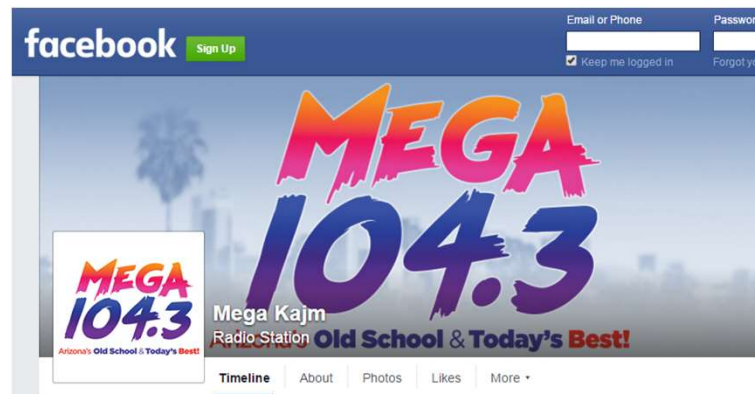 facebook
Sign Up
Email or Phone
Keep me logged in
MEGA
104.3
Arizona's Old School & Today's Best!
MEGA
104.3
Arizona's Old School & Today's Best!
Mega Kajm
Radio Station
Timeline About Photos Likes More